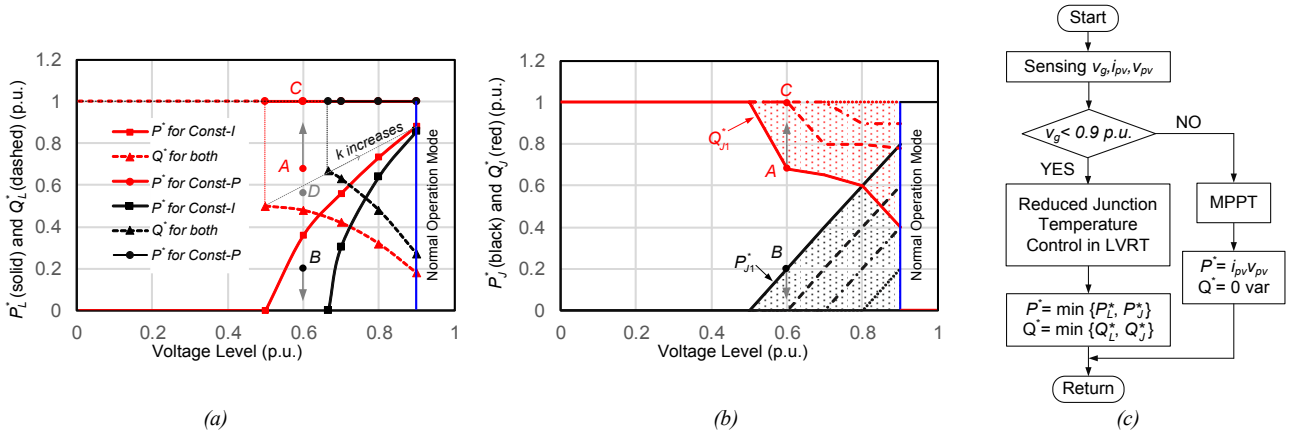 P*L (solid) and Q*L (dashed) (p.u.)
1.2
1
0.8
0.6
0.4
0.2
0
P* for Const-I
Q* for both
P* for Const-P
P* for Const-I
Q* for both
P* for Const-P
C
A
D
B
k increases
Normal Operation Mode
0
0.2
0.4
0.6
0.8
1
Voltage Level (p.u.)
(a)
P*J (black) and Q*J (red) (p.u.)
1.2
1
0.8
0.6
0.4
0.2
0
C
Q*J1
A
B
P*J1
Normal Operation Mode
0
0.2
0.4
0.6
0.8
1
Voltage Level (p.u.)
(b)
Start
Sensing vg,ipv,vpv
vg< 0.9 p.u.
NO
YES
Reduced Junction
Temperature
Control in LVRT
MPPT
P*= ipvvpv
Q*= 0 var
P*= min {P*L, P*J}
Q*= min {Q*L, Q*J}
Return
(c)